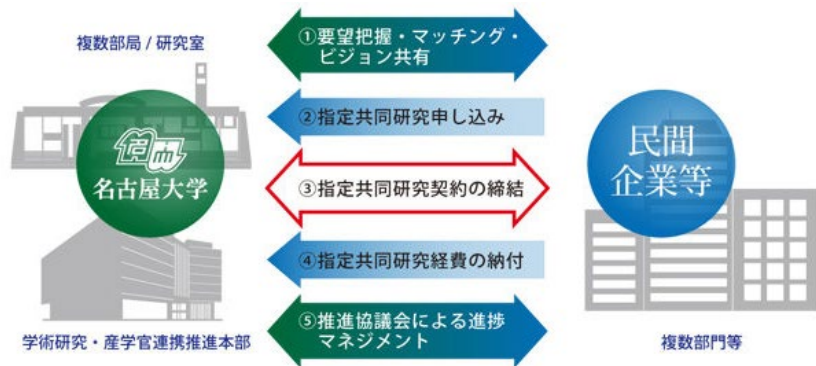 複数部局 / 研究室
名古屋大学
学術研究・産学官連携推進本部
①要望把握・マッチング・
ビジョン共有
②指定共同研究申し込み
③指定共同研究契約の締結
④指定共同研究経費の納付
⑤推進協議会による進捗
マネジメント
民間
企業等
複数部門等